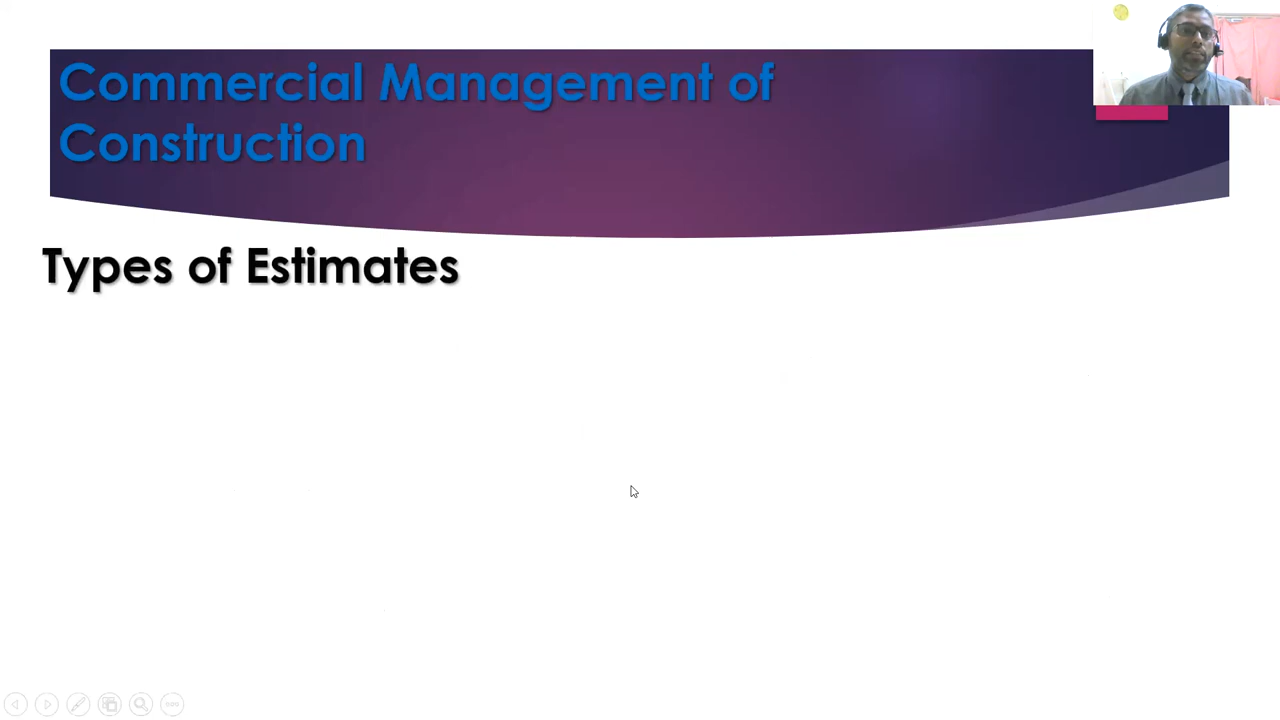 Commercial Management of
Construction
Types of Estimates